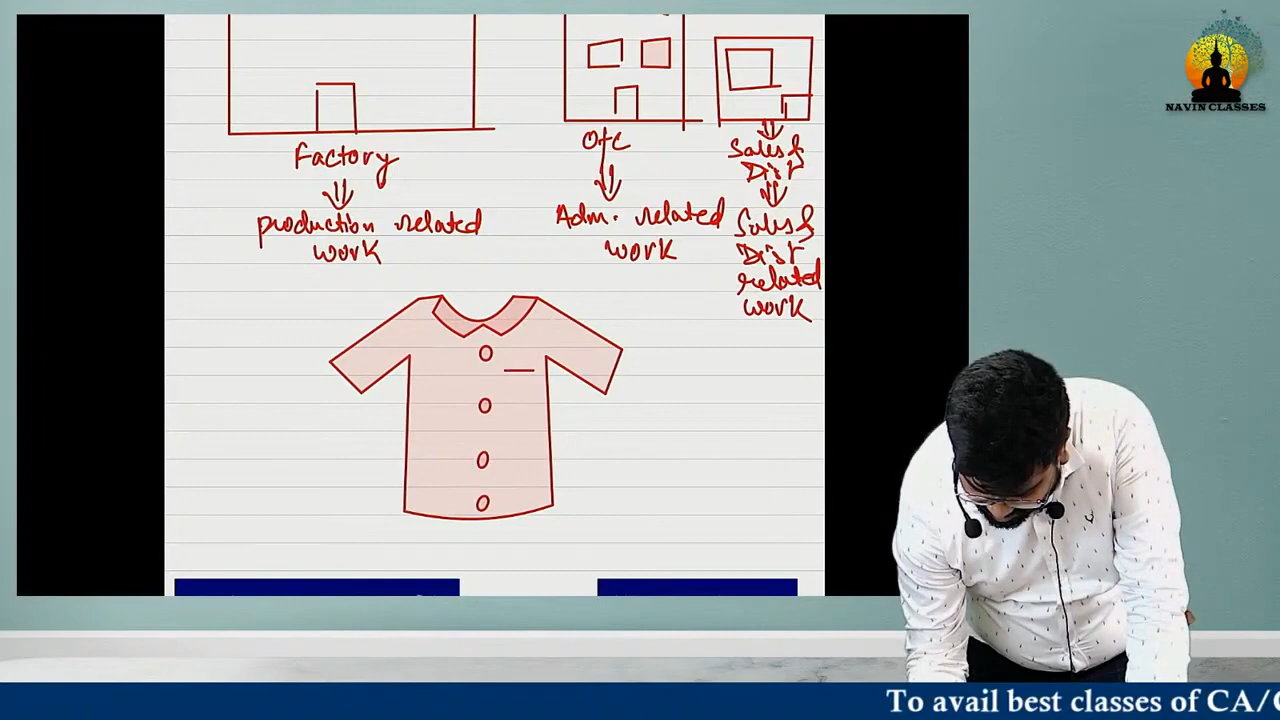 NAVIN CLASSES
Factory
production related
work
Ofc
Adm. related
work
Sales &
Dist
Sales &
Dist
related
work
To avail best classes of CA/